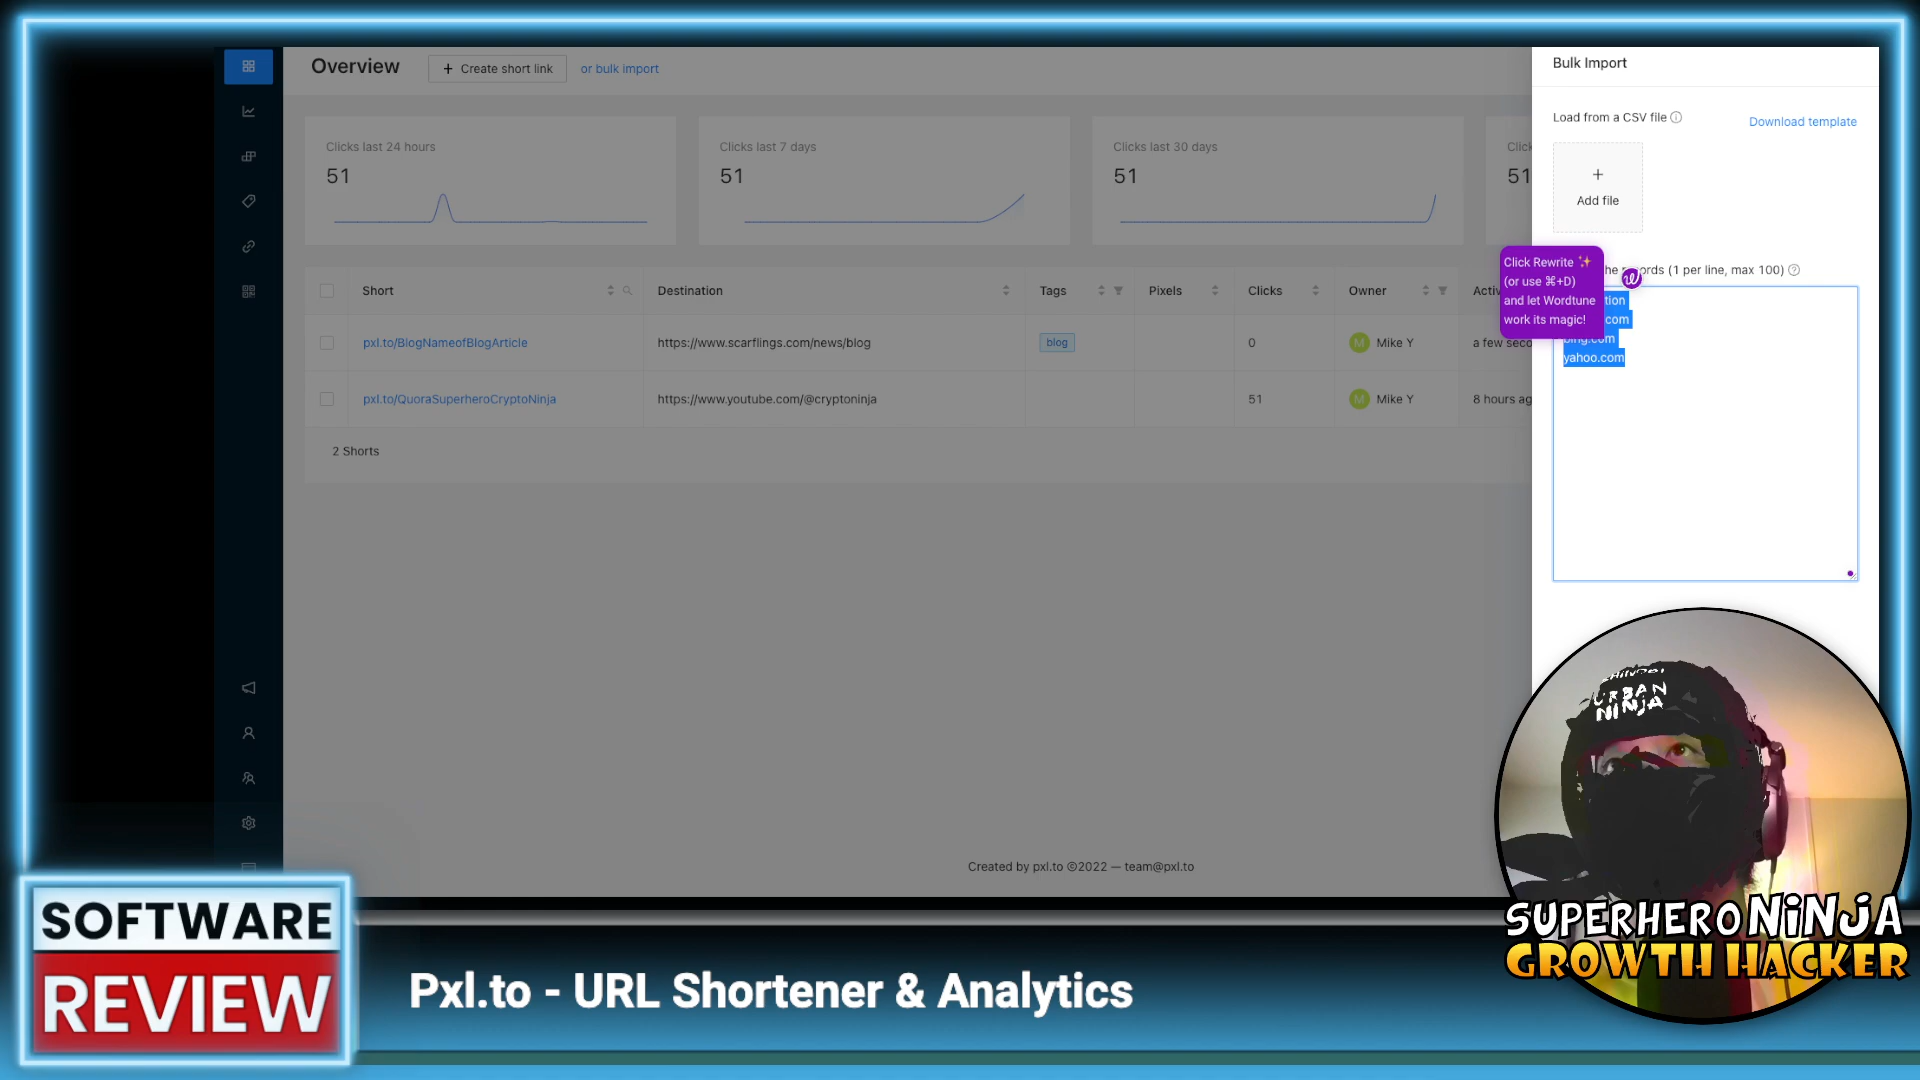 Overview
+ Create short link
or bulk import
Bulk Import
Load from a CSV file
Download template
+
Add file
Clicks last 24 hours
51
Clicks last 7 days
51
Clicks last 30 days
51
51
Click Rewrite ✨
(or use ⌘+D)
and let Wordtune
work its magic!
(1 per line, max 100)
yahoo.com
Short
Destination
Tags
Pixels
Clicks
Owner
pxl.to/BlogNameofBlogArticle
https://www.scarflings.com/news/blog
blog
0
M
Mike Y
a few
pxl.to/QuoraSuperheroCryptoNinja
https://www.youtube.com/@cryptoninja
51
M
Mike Y
8 hours
2 Shorts
Created by pxl.to ©2022 — team@pxl.to
URBAN
NINJA
SUPERHERO NiNJA
GROWTH HACKER
SOFTWARE
REVIEW
Pxl.to - URL Shortener & Analytics